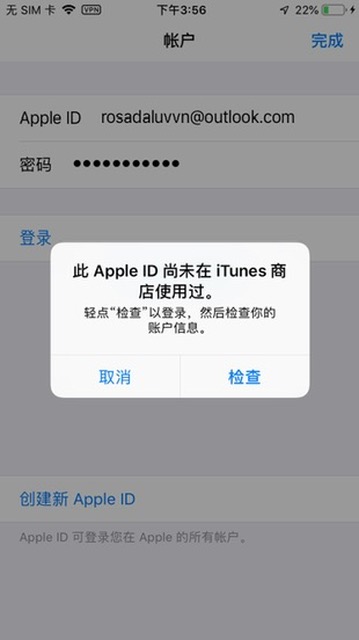 无 SIM 卡 VPN 下午3:56 22%
帐户 完成
Apple ID rosadaluvvn@outlook.com
密码 ●●●●●●●●●●●
登录
此 Apple ID 尚未在 iTunes 商
店使用过。
轻点“检查”以登录，然后检查你的
账户信息。
取消 检查
创建新 Apple ID
Apple ID 可登录您在 Apple 的所有帐户。